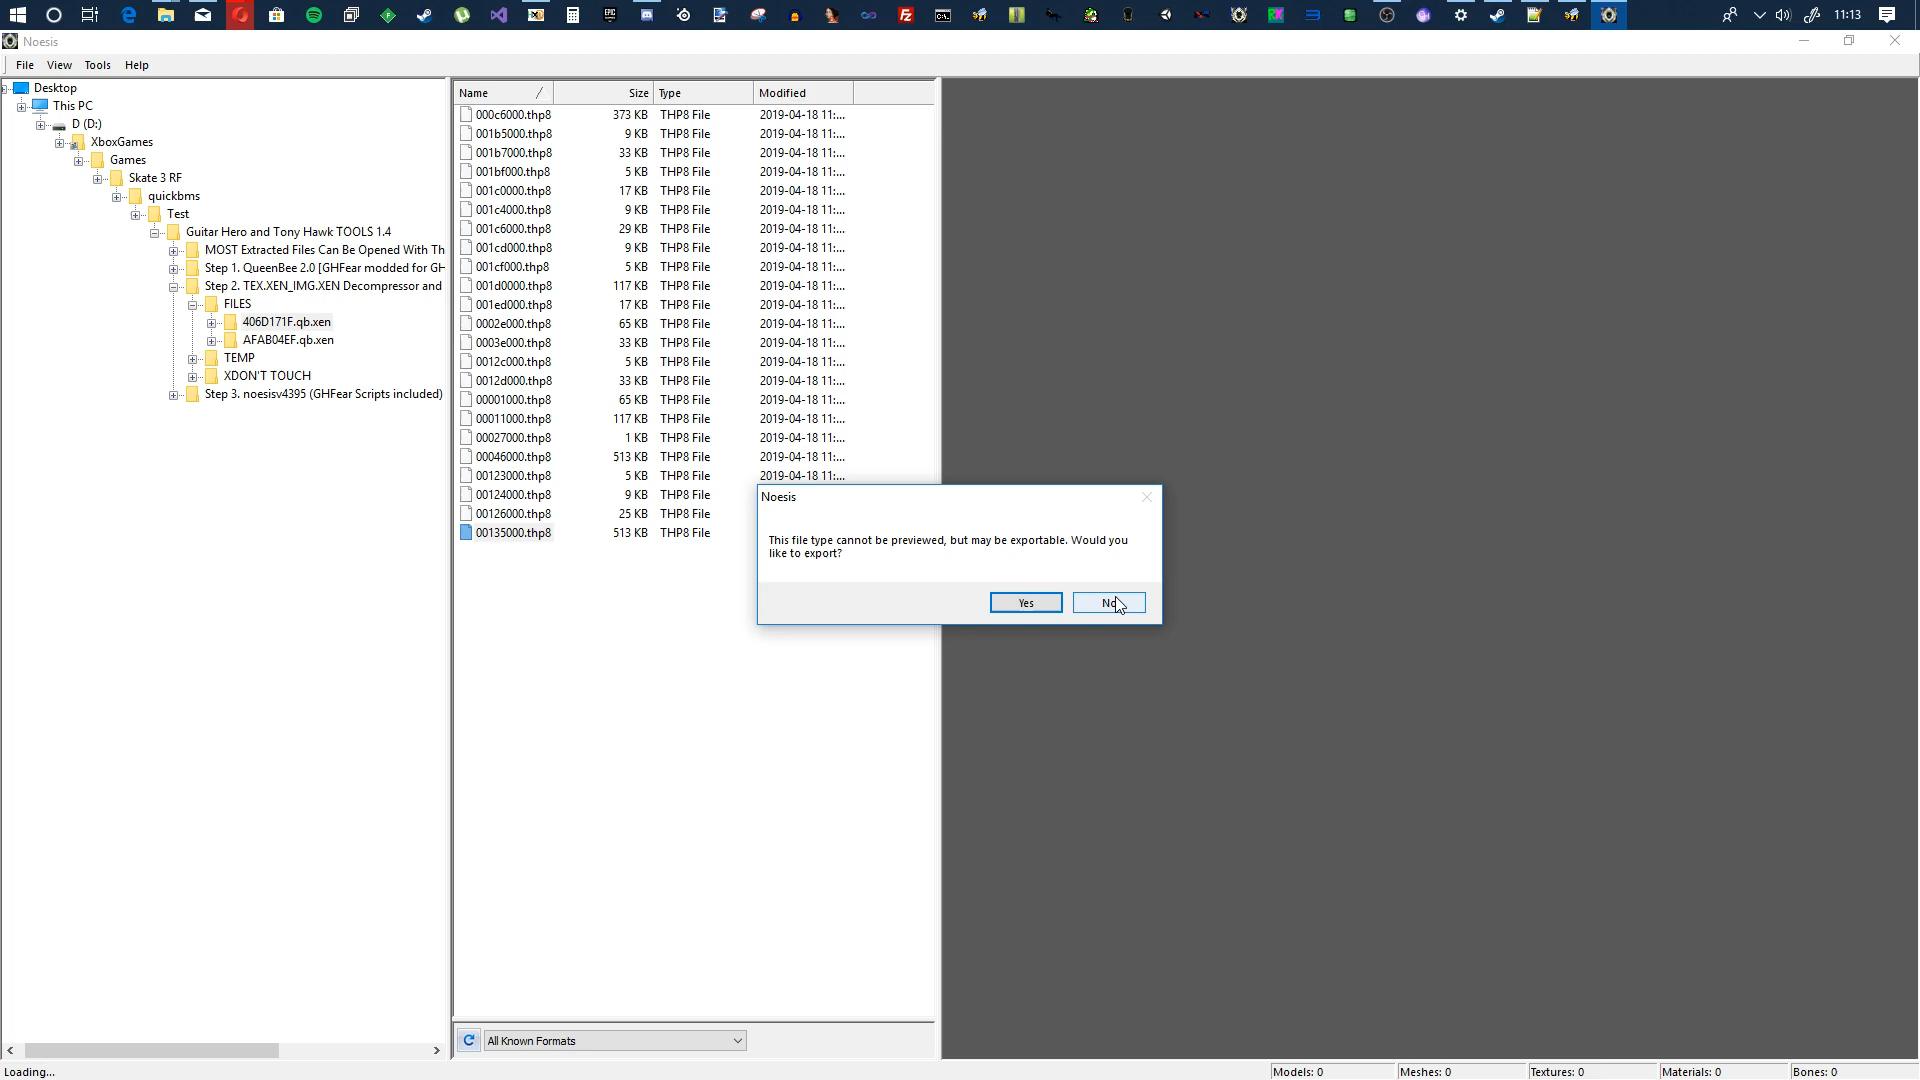 11:13
Noesis
File View Tools Help
Desktop
This PC
D (D:)
XboxGames
Games
Skate 3 RF
quickbms
Test
Guitar Hero and Tony Hawk TOOLS 1.4
MOST Extracted Files Can Be Opened With Th
Step 1. QueenBee 2.0 [GHFear modded for GH
Step 2. TEX.XEN_IMG.XEN Decompressor and
FILES
406D171F.qb.xen
AFAB04EF.qb.xen
TEMP
XDON'T TOUCH
Step 3. noesisv4395 (GHFear Scripts included)
Name Size Type Modified
000c6000.thp8 373 KB THP8 File 2019-04-18 11:...
001b5000.thp8 9 KB THP8 File 2019-04-18 11:...
001b7000.thp8 33 KB THP8 File 2019-04-18 11:...
001bf000.thp8 5 KB THP8 File 2019-04-18 11:...
001c0000.thp8 17 KB THP8 File 2019-04-18 11:...
001c4000.thp8 9 KB THP8 File 2019-04-18 11:...
001c6000.thp8 29 KB THP8 File 2019-04-18 11:...
001cd000.thp8 9 KB THP8 File 2019-04-18 11:...
001cf000.thp8 5 KB THP8 File 2019-04-18 11:...
001d0000.thp8 117 KB THP8 File 2019-04-18 11:...
001ed000.thp8 17 KB THP8 File 2019-04-18 11:...
0002e000.thp8 65 KB THP8 File 2019-04-18 11:...
0003e000.thp8 33 KB THP8 File 2019-04-18 11:...
0012c000.thp8 5 KB THP8 File 2019-04-18 11:...
0012d000.thp8 33 KB THP8 File 2019-04-18 11:...
00001000.thp8 65 KB THP8 File 2019-04-18 11:...
00011000.thp8 117 KB THP8 File 2019-04-18 11:...
00027000.thp8 1 KB THP8 File 2019-04-18 11:...
00046000.thp8 513 KB THP8 File 2019-04-18 11:...
00123000.thp8 5 KB THP8 File 2019-04-18 11:...
00124000.thp8 9 KB THP8 File
00126000.thp8 25 KB THP8 File
00135000.thp8 513 KB THP8 File
Noesis
This file type cannot be previewed, but may be exportable. Would you
like to export?
Yes No
All Known Formats
Loading... Models: 0 Meshes: 0 Textures: 0 Materials: 0 Bones: 0